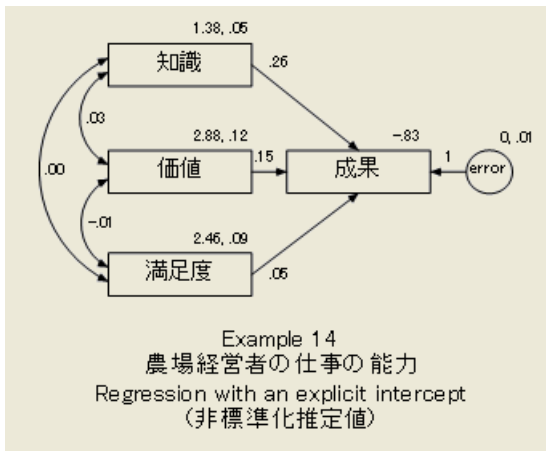 1.38, .05
知識
.26
.03
2.88, .12
-.83
0, .01
.00
価値
.15
成果
1
error
-.01
2.46, .09
満足度
.05
Example 14
農場経営者の仕事の能力
Regression with an explicit intercept
(非標準化推定値)